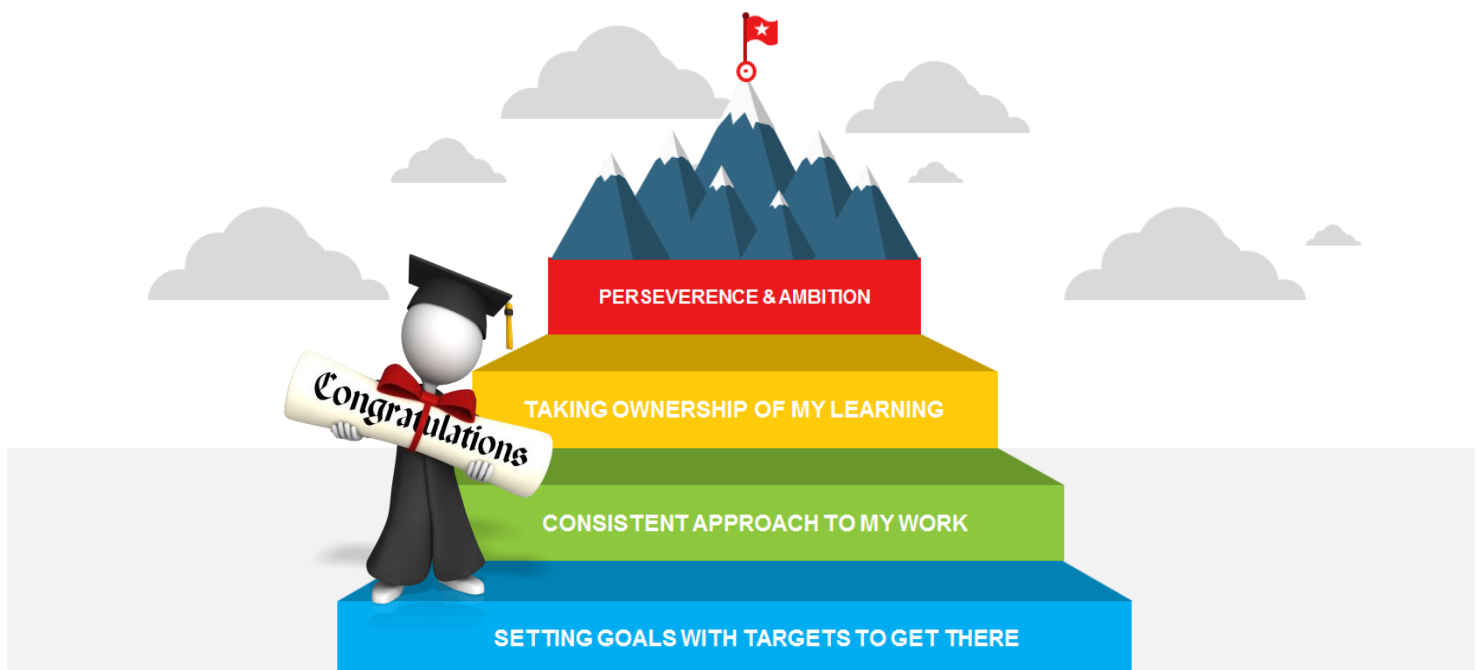 PERSEVERENCE & AMBITION
TAKING OWNERSHIP OF MY LEARNING
Congratulations
CONSISTENT APPROACH TO MY WORK
SETTING GOALS WITH TARGETS TO GET THERE